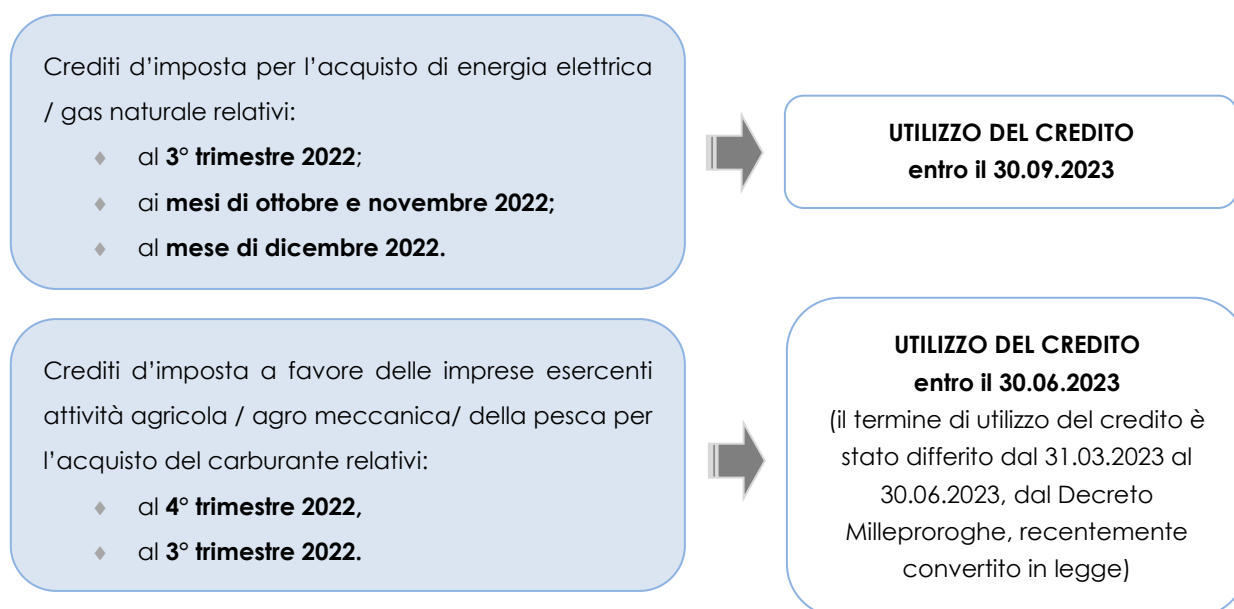 Crediti d'imposta per l'acquisto di energia elettrica
/ gas naturale relativi:
♦ al 3° trimestre 2022;
♦ ai mesi di ottobre e novembre 2022;
♦ al mese di dicembre 2022.
UTILIZZO DEL CREDITO
entro il 30.09.2023
Crediti d'imposta a favore delle imprese esercenti
attività agricola / agro meccanica/ della pesca per
l'acquisto del carburante relativi:
♦ al 4° trimestre 2022,
♦ al 3° trimestre 2022.
UTILIZZO DEL CREDITO
entro il 30.06.2023
(il termine di utilizzo del credito è
stato differito dal 31.03.2023 al
30.06.2023, dal Decreto
Milleproroghe, recentemente
convertito in legge)